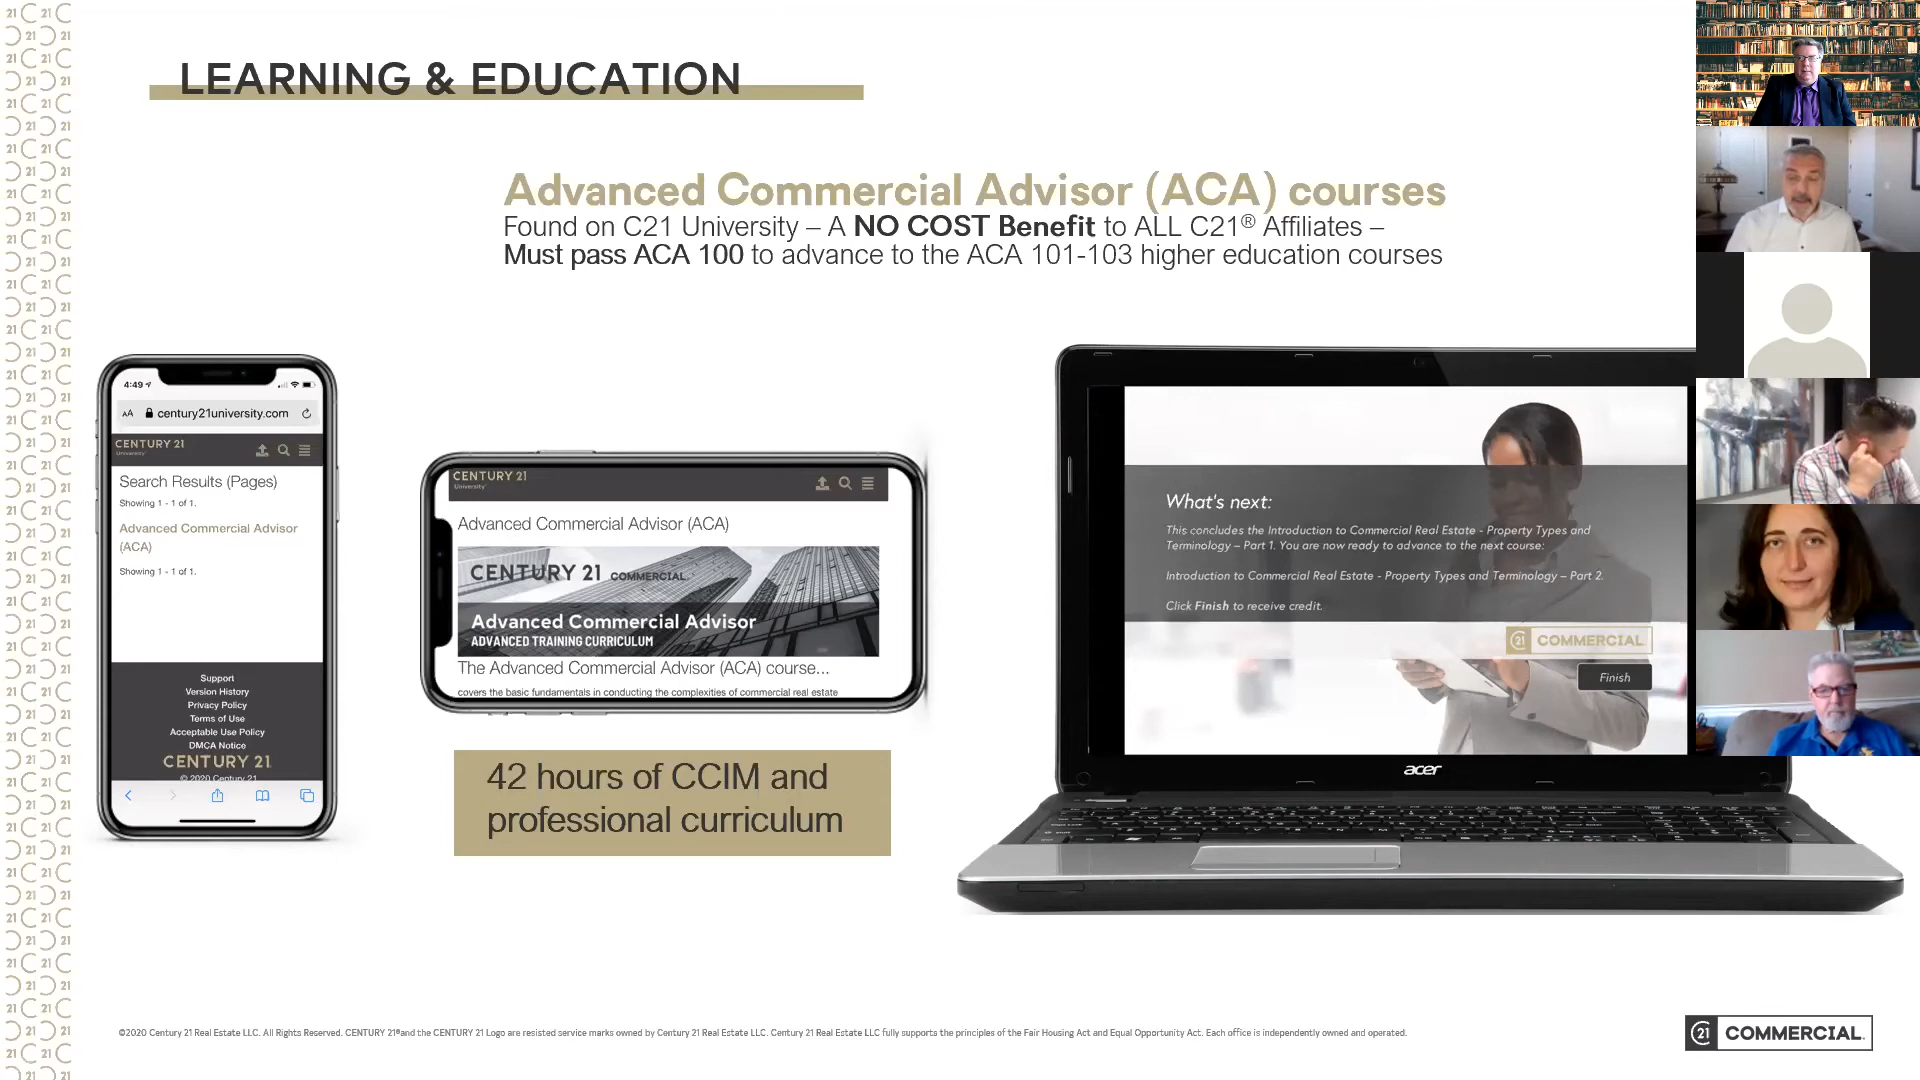 LEARNING & EDUCATION
Advanced Commercial Advisor (ACA) courses
Found on C21 University – A NO COST Benefit to ALL C21® Affiliates –
Must pass ACA 100 to advance to the ACA 101-103 higher education courses
4:49
AA century21university.com
CENTURY 21
University
Search Results (Pages)
Showing 1 - 1 of 1.
Advanced Commercial Advisor
(ACA)
Showing 1 - 1 of 1.
Support
Version History
Privacy Policy
Terms of Use
Acceptable Use Policy
DMCA Notice
CENTURY 21.
© 2020 Century 21
CENTURY 21
University
Advanced Commercial Advisor (ACA)
CENTURY 21 COMMERCIAL
Advanced Commercial Advisor
ADVANCED TRAINING CURRICULUM
The Advanced Commercial Advisor (ACA) course...
covers the basic fundamentals in conducting the complexities of commercial real estate
42 hours of CCIM and
professional curriculum
What's next:
This concludes the Introduction to Commercial Real Estate - Property Types and
Terminology – Part 1. You are now ready to advance to the next course:
Introduction to Commercial Real Estate - Property Types and Terminology – Part 2.
Click Finish to receive credit.
21 COMMERCIAL
Finish
acer
©2020 Century 21 Real Estate LLC. All Rights Reserved. CENTURY 21®and the CENTURY 21 Logo are resisted service marks owned by Century 21 Real Estate LLC. Century 21 Real Estate LLC fully supports the principles of the Fair Housing Act and Equal Opportunity Act. Each office is independently owned and operated.
21 COMMERCIAL.